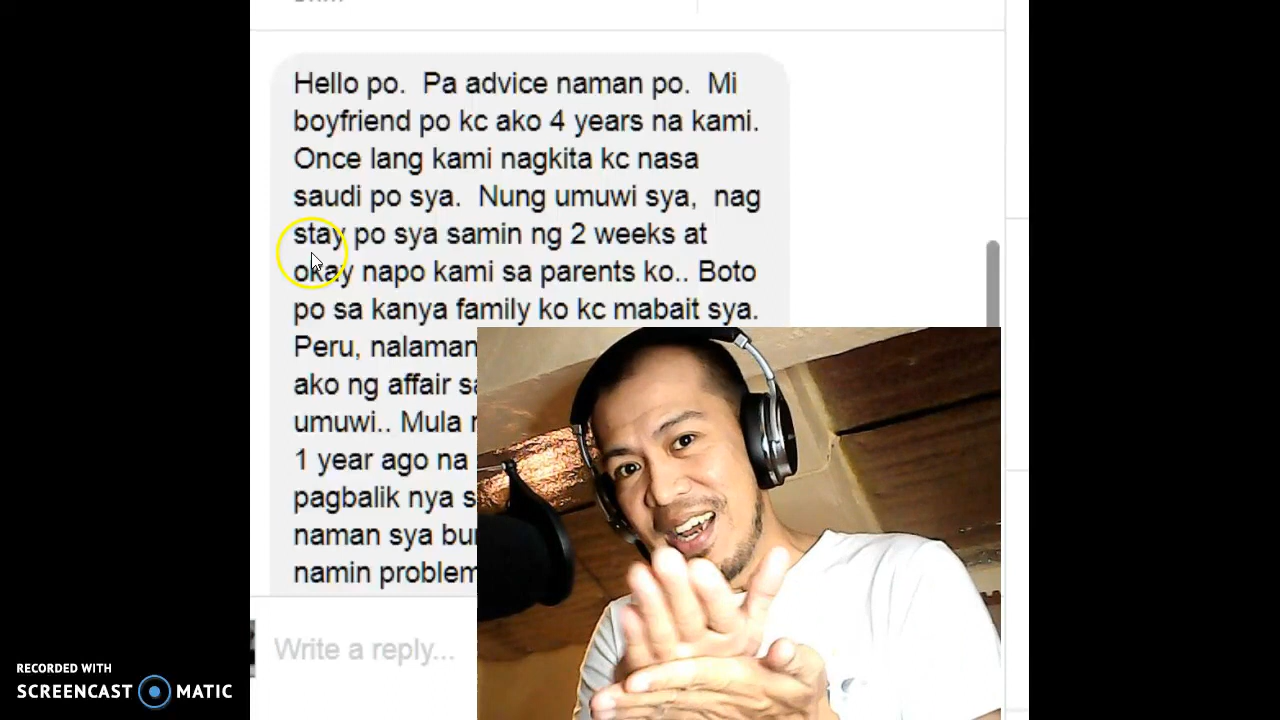 Hello po. Pa advice naman po. Mi
boyfriend po kc ako 4 years na kami.
Once lang kami nagkita kc nasa
saudi po sya. Nung umuwi sya, nag
stay po sya samin ng 2 weeks at
okay napo kami sa parents ko.. Boto
po sa kanya family ko kc mabait sya.
Peru, nalaman
ako ng affair sa
umuwi.. Mula
1 year ago na
pagbalik nya
naman sya
namin problem
Write a reply...
RECORDED WITH
SCREENCAST MATIC